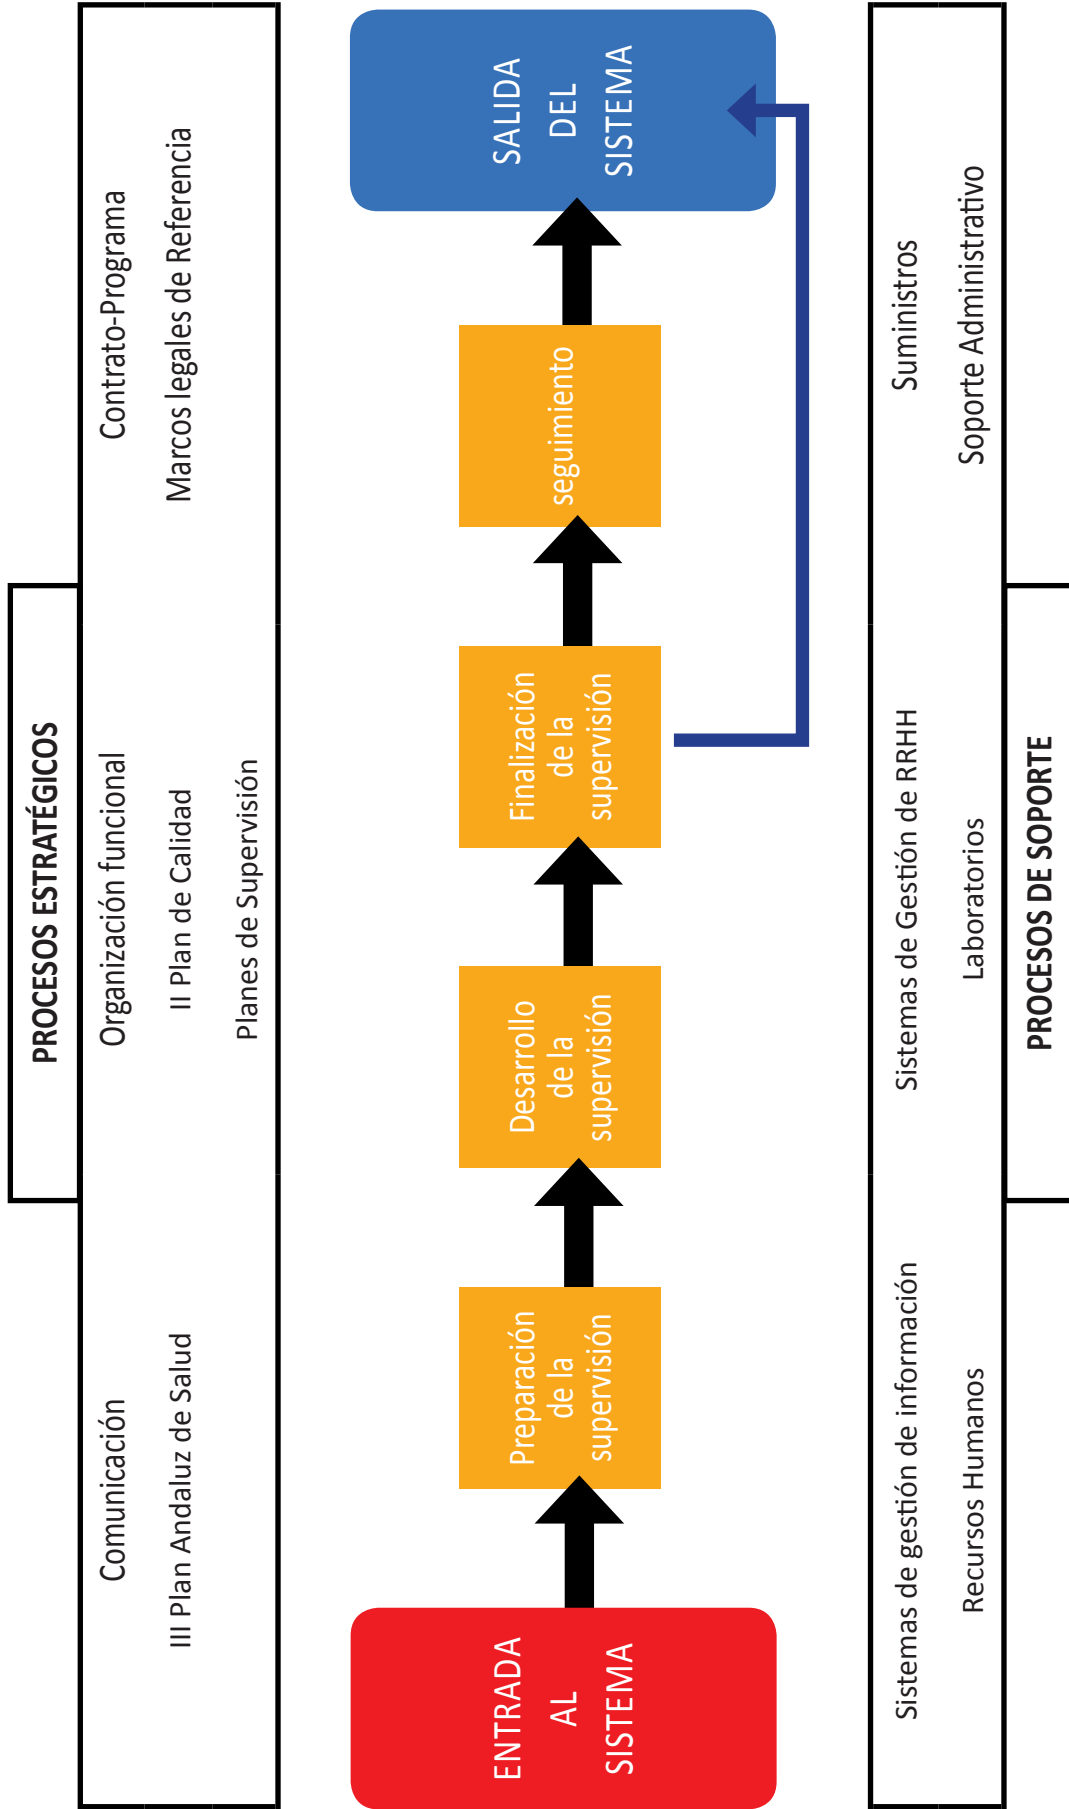 PROCESOS ESTRATÉGICOS
Comunicación
Organización funcional
Contrato-Programa
III Plan Andaluz de Salud
II Plan de Calidad
Marcos legales de Referencia
Planes de Supervisión
ENTRADA
AL
SISTEMA
Preparación
de la
supervisión
Desarrollo
de la
supervisión
Finalización
de la
supervisión
seguimiento
SALIDA
DEL
SISTEMA
Sistemas de gestión de información
Sistemas de Gestión de RRHH
Suministros
Recursos Humanos
Laboratorios
Soporte Administrativo
PROCESOS DE SOPORTE